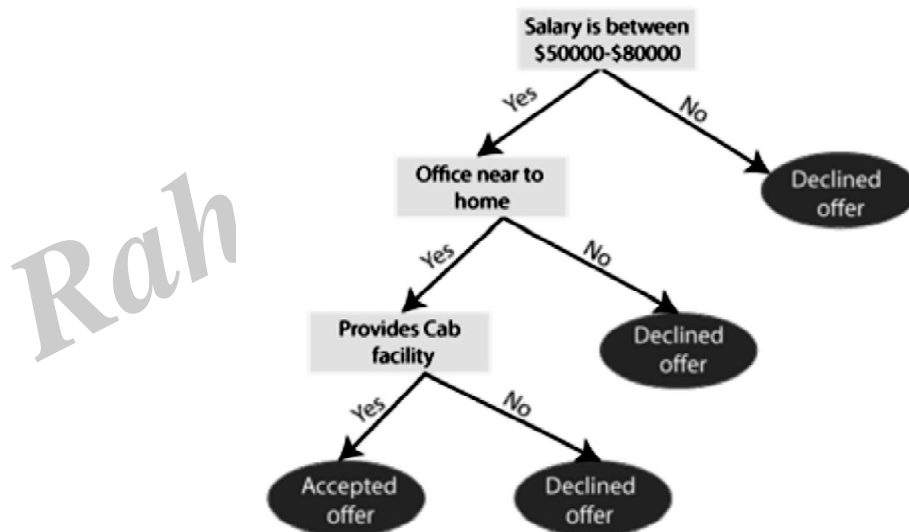 Salary is between
$50000-$80000
Yes
No
Office near to
home
Declined
offer
Yes
No
Provides Cab
facility
Declined
offer
Yes
No
Accepted
offer
Declined
offer
Rah